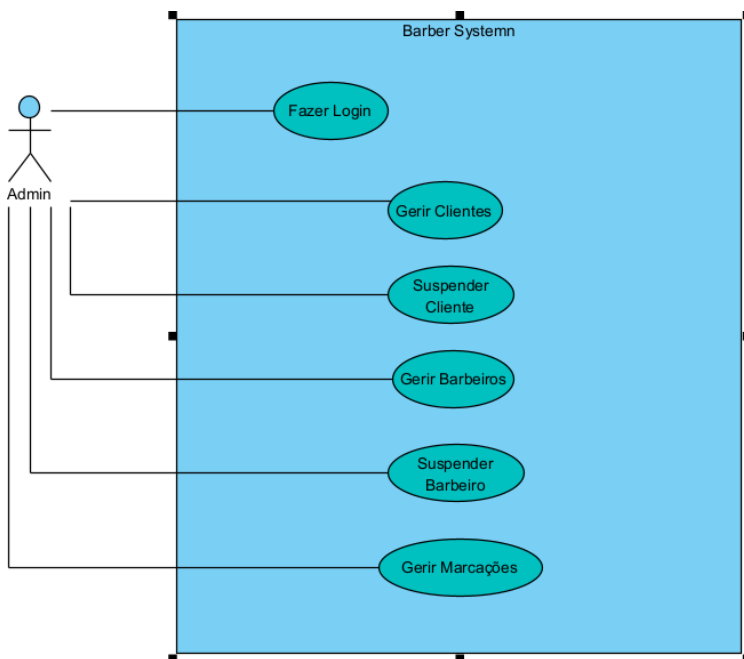 Barber Systemn
Fazer Login
Admin
Gerir Clientes
Suspender
Cliente
Gerir Barbeiros
Suspender
Barbeiro
Gerir Marcações